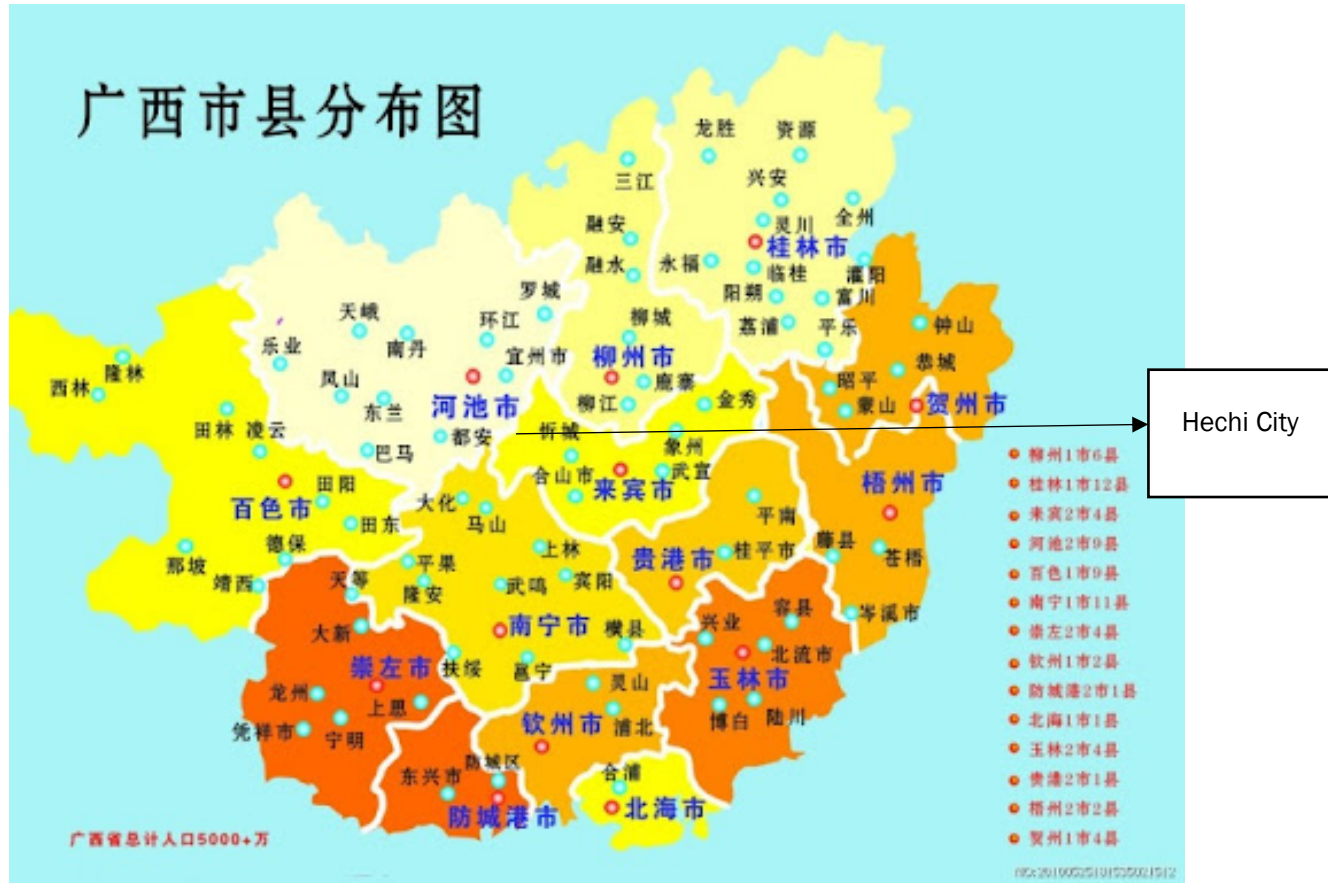 广西市县分布图
龙胜
资源
三江
兴安
融安
灵川
全州
桂林市
融水
永福
临桂
灌阳
罗城
阳朔
富川
天峨
环江
柳城
荔浦
平乐
钟山
乐业
南丹
宜州市
柳州市
恭城
隆林
西林
凤山
东兰
河池市
鹿寨
柳江
金秀
昭平
蒙山
贺州市
Hechi City
田林
凌云
都安
忻城
象州
巴马
合山市
来宾市
武宣
柳州1市6县
桂林1市12县
来宾2市4县
河池2市9县
百色1市9县
南宁1市11县
崇左2市4县
钦州1市2县
防城港2市1县
北海1市1县
玉林2市4县
贵港2市1县
梧州2市2县
贺州1市4县
百色市
田阳
田东
大化
马山
平南
梧州市
德保
那坡
靖西
天等
平果
隆安
上林
武鸣
宾阳
贵港市
桂平市
藤县
苍梧
大新
南宁市
横县
兴业
容县
岑溪市
崇左市
扶绥
邕宁
北流市
龙州
上思
灵山
玉林市
凭祥市
宁明
钦州市
浦北
博白
陆川
东兴市
防城区
合浦
防城港市
北海市
广西省总计人口5000+万